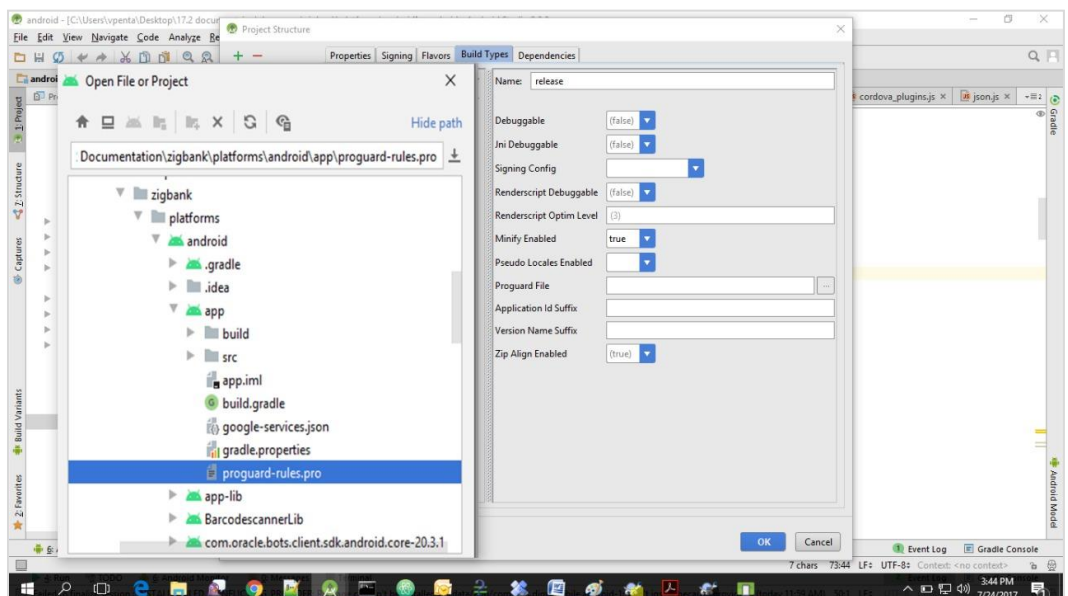 android - [C:\Users\vpenta\Desktop\17.2 docu
File Edit View Navigate Code Analyze Re
androi
1: Project
7: Structure
Captures
Build Variants
2: Favorites
Open File or Project
Hide path
Documentation\zigbank\platforms\android\app\proguard-rules.pro
zigbank
platforms
android
.gradle
.idea
app
build
src
app.iml
build.gradle
google-services.json
gradle.properties
proguard-rules.pro
app-lib
BarcodescannerLib
com.oracle.bots.client.sdk.android.core-20.3.1
Project Structure
Properties Signing Flavors Build Types Dependencies
Name: release
Debuggable (false)
Jni Debuggable (false)
Signing Config
Renderscript Debuggable (false)
Renderscript Optim Level (3)
Minify Enabled true
Pseudo Locales Enabled
Proguard File ...
Application Id Suffix
Version Name Suffix
Zip Align Enabled (true)
OK Cancel
cordova_plugins.js json.js
Gradle
Android Model
Event Log Gradle Console
7 chars 73:44 LF÷ UTF-8÷ Context: <no context>
3:44 PM
7/24/2017